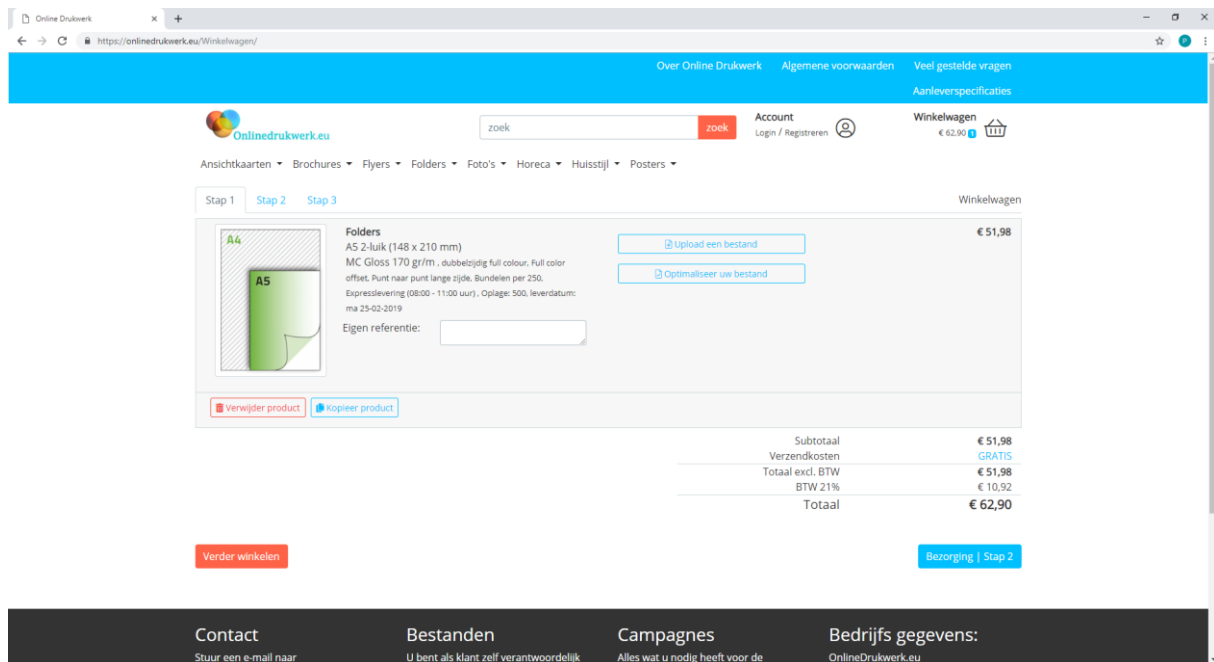 Online Drukwerk
https://onlinedrukwerk.eu/Winkelwagen/
P
Over Online Drukwerk Algemene voorwaarden Veel gestelde vragen
Aanleverspecificaties
Onlinedrukwerk.eu
zoek
zoek
Account
Login / Registreren
Winkelwagen
€ 62,90 1
Ansichtkaarten Brochures Flyers Folders Foto's Horeca Huisstijl Posters
Stap 1 Stap 2 Stap 3 Winkelwagen
A4
A5
Folders
A5 2-luik (148 x 210 mm)
MC Gloss 170 gr/m , dubbelzijdig full colour, Full color
offset, Punt naar punt lange zijde, Bundelen per 250,
Expresslevering (08:00 - 11:00 uur) , Oplage: 500, leverdatum:
ma 25-02-2019
Eigen referentie:
Upload een bestand
Optimaliseer uw bestand
€ 51,98
Verwijder product Kopieer product
Subtotaal € 51,98
Verzendkosten GRATIS
Totaal excl. BTW € 51,98
BTW 21% € 10,92
Totaal € 62,90
Verder winkelen Bezorging | Stap 2
Contact
Stuur een e-mail naar
Bestanden
U bent als klant zelf verantwoordelijk
Campagnes
Alles wat u nodig heeft voor de
Bedrijfs gegevens:
OnlineDrukwerk.eu